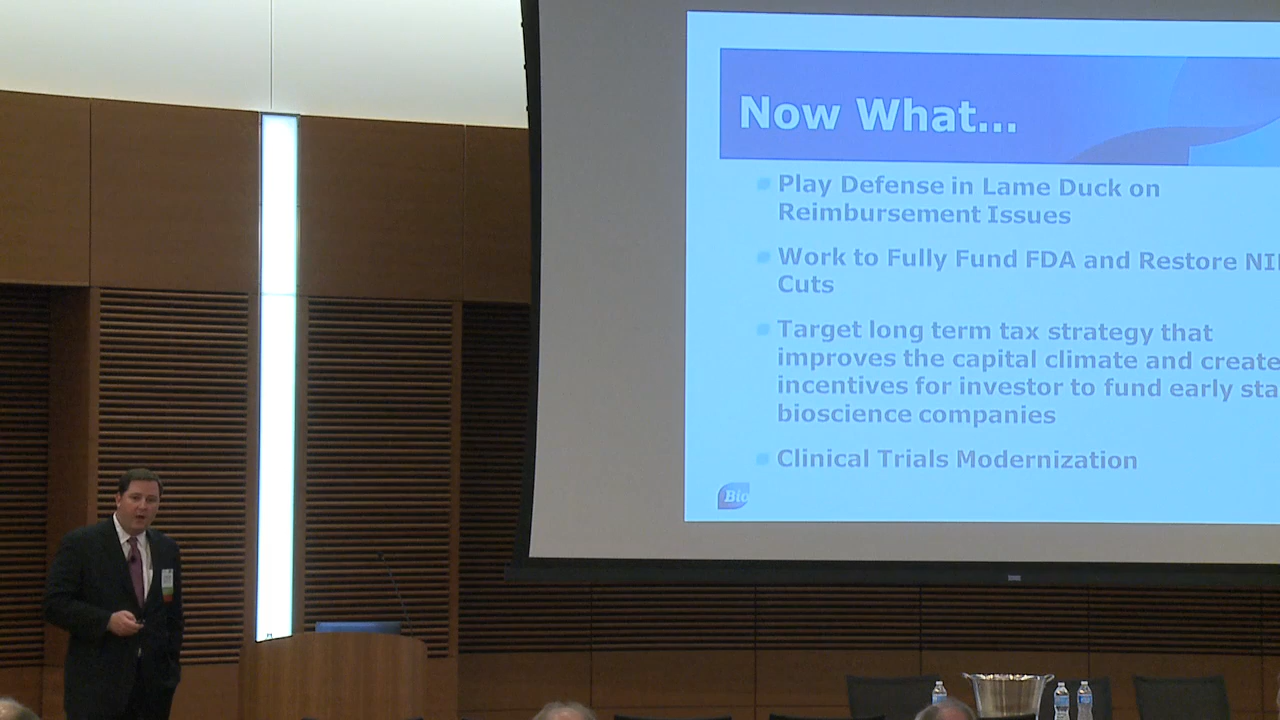 Now What...
Play Defense in Lame Duck on
Reimbursement Issues
Work to Fully Fund FDA and Restore
Cuts
Target long term tax strategy that
improves the capital climate and create
incentives for investor to fund early
bioscience companies
Clinical Trials Modernization
Bio